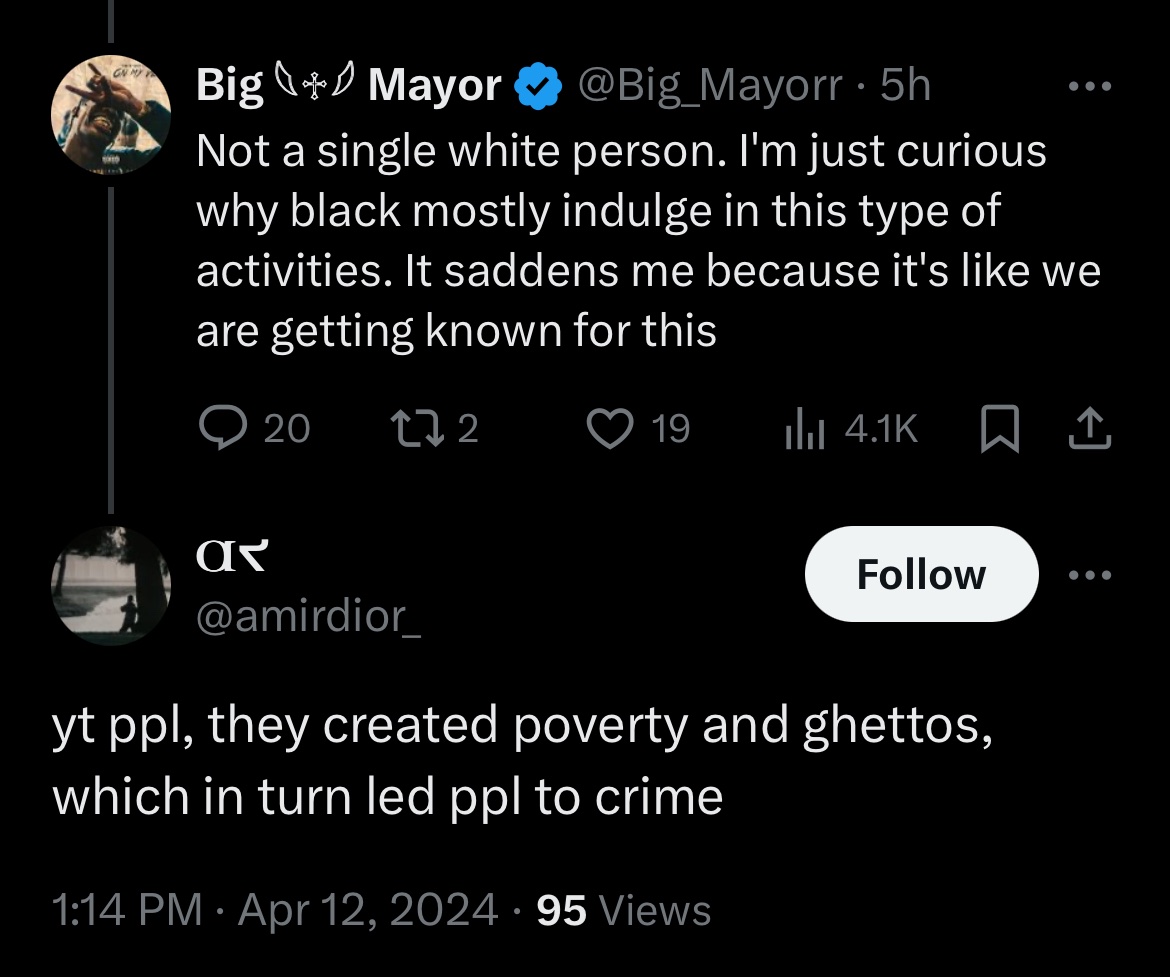 Big Mayor @Big_Mayorr · 5h
Not a single white person. I'm just curious
why black mostly indulge in this type of
activities. It saddens me because it's like we
are getting known for this
20 2 19 4.1K
Follow
@amirdior_
yt ppl, they created poverty and ghettos,
which in turn led ppl to crime
1:14 PM · Apr 12, 2024 · 95 Views